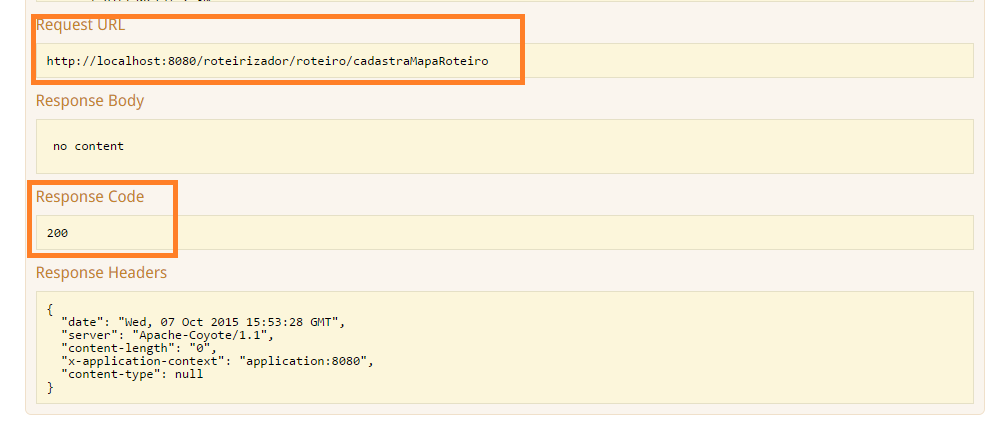 Request URL
http://localhost:8080/roteirizador/roteiro/cadastraMapaRoteiro
Response Body
no content
Response Code
200
Response Headers
{
"date": "Wed, 07 Oct 2015 15:53:28 GMT",
"server": "Apache-Coyote/1.1",
"content-length": "0",
"x-application-context": "application:8080",
"content-type": null
}